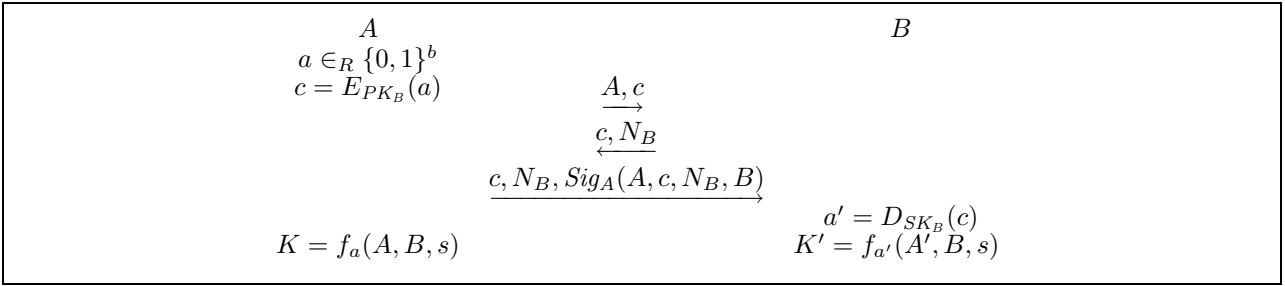 A B
a ∈_R {0, 1}^b
c = E_{PK_B}(a) A, c
c, N_B
c, N_B, Sig_A(A, c, N_B, B)
a′ = D_{SK_B}(c)
K = f_a(A, B, s) K′ = f_{a′}(A′, B, s)